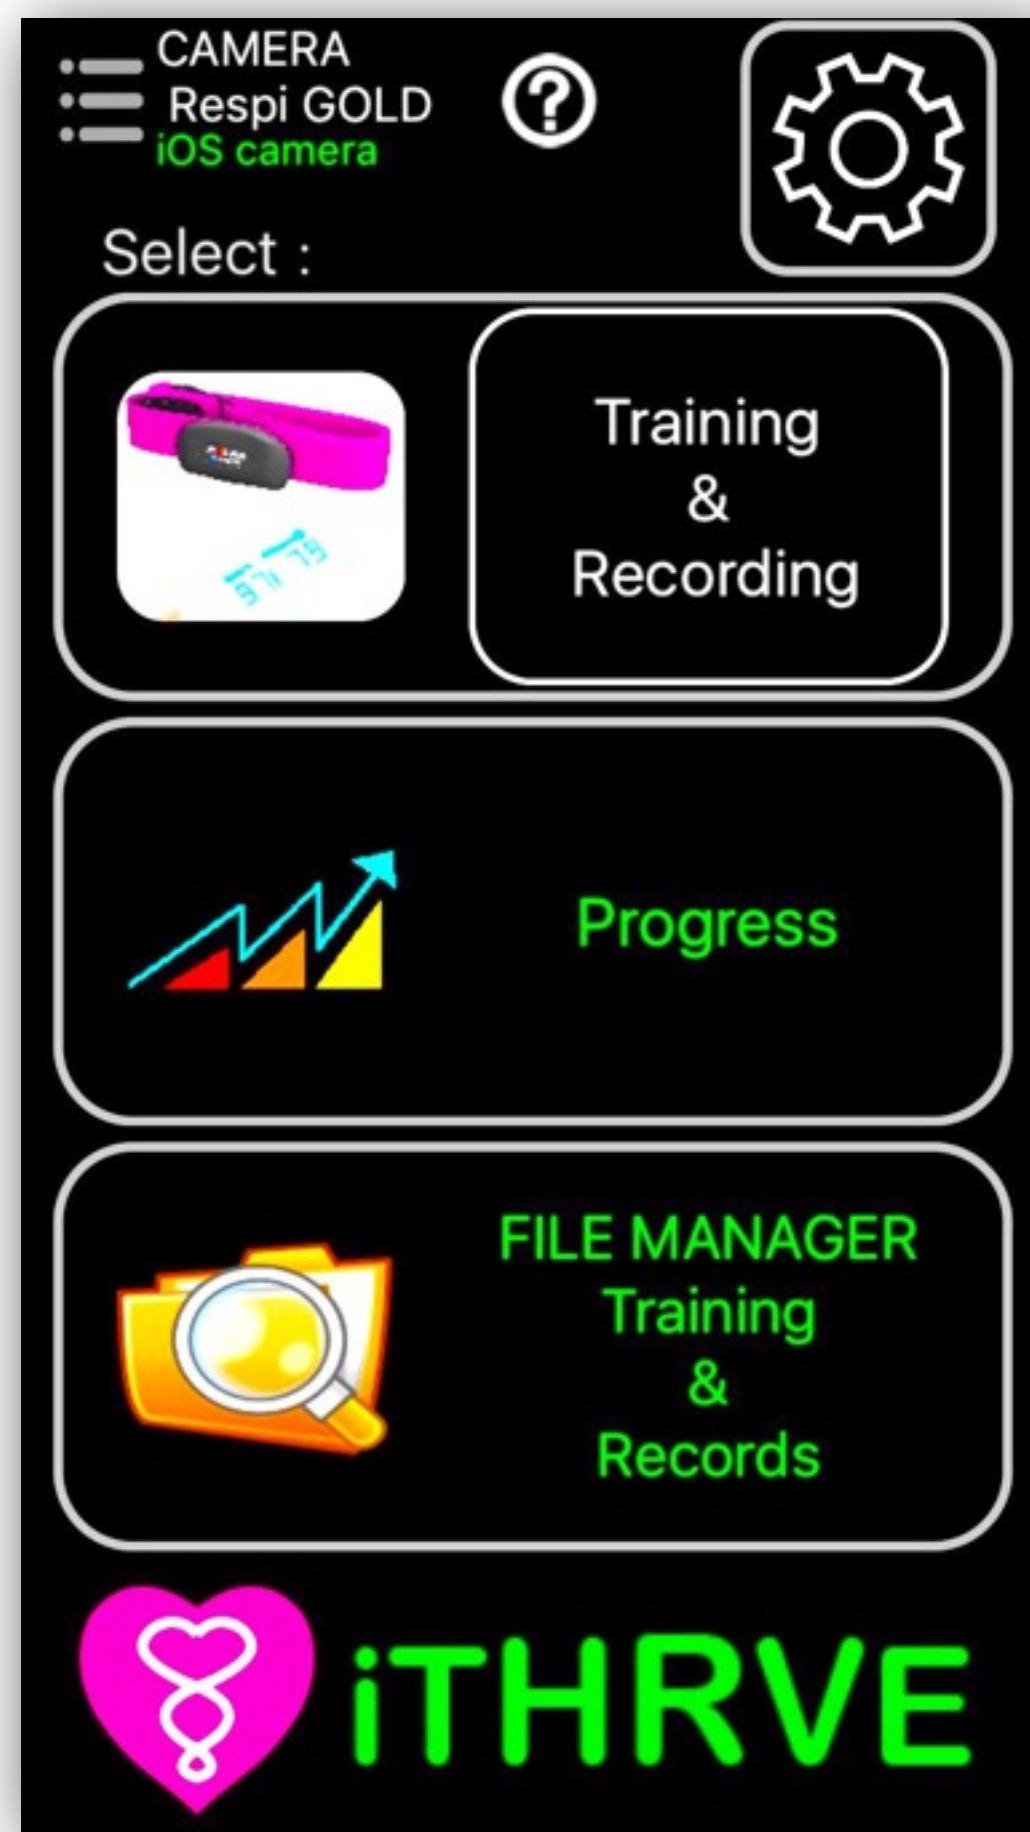 CAMERA
Respi GOLD
iOS camera
Select :
Training
&
Recording
Progress
FILE MANAGER
Training
&
Records
iTHRVE